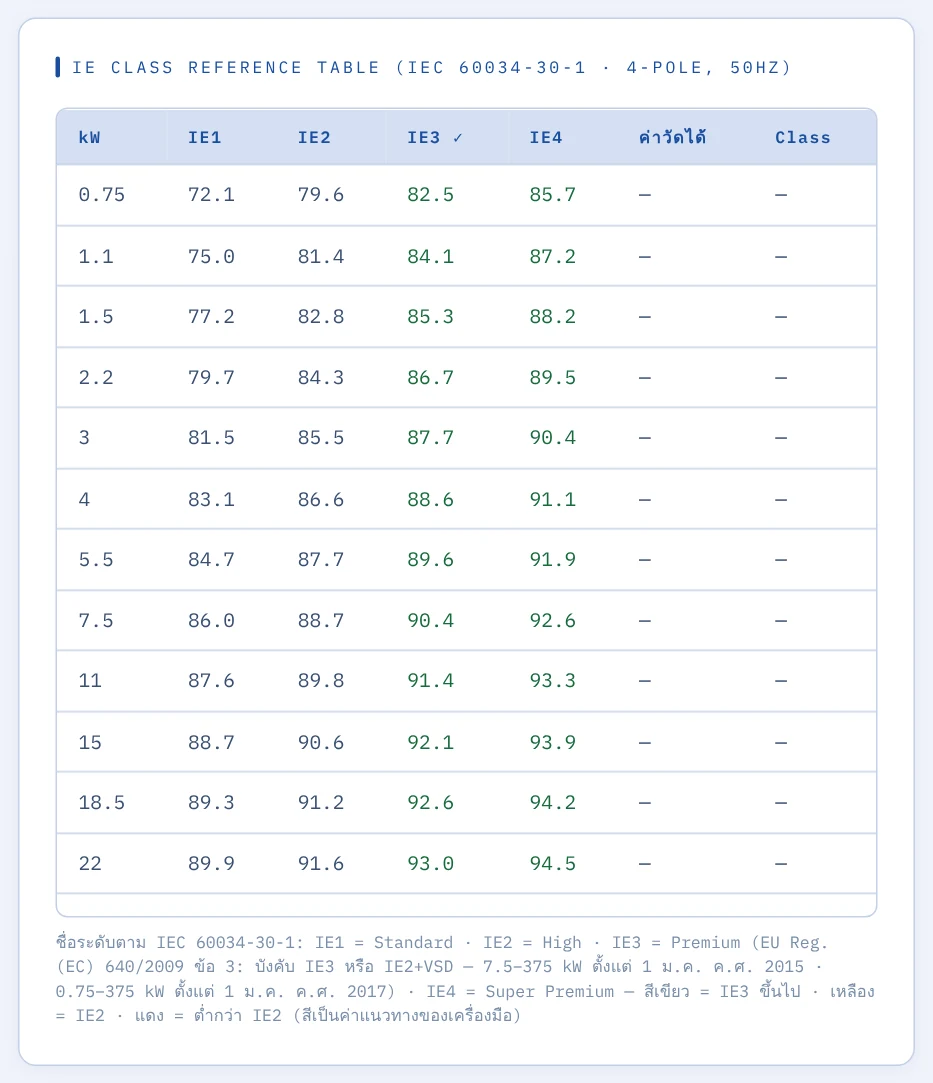 IE CLASS REFERENCE TABLE (IEC 60034-30-1 · 4-POLE, 50HZ)
kW IE1 IE2 IE3 ✓ IE4 ค่าวัดได้ Class
0.75 72.1 79.6 82.5 85.7 — —
1.1 75.0 81.4 84.1 87.2 — —
1.5 77.2 82.8 85.3 88.2 — —
2.2 79.7 84.3 86.7 89.5 — —
3 81.5 85.5 87.7 90.4 — —
4 83.1 86.6 88.6 91.1 — —
5.5 84.7 87.7 89.6 91.9 — —
7.5 86.0 88.7 90.4 92.6 — —
11 87.6 89.8 91.4 93.3 — —
15 88.7 90.6 92.1 93.9 — —
18.5 89.3 91.2 92.6 94.2 — —
22 89.9 91.6 93.0 94.5 — —
ชื่อระดับตาม IEC 60034-30-1: IE1 = Standard · IE2 = High · IE3 = Premium (EU Reg.
(EC) 640/2009 ข้อ 3: บังคับ IE3 หรือ IE2+VSD — 7.5–375 kW ตั้งแต่ 1 ม.ค. ค.ศ. 2015 ·
0.75–375 kW ตั้งแต่ 1 ม.ค. ค.ศ. 2017) · IE4 = Super Premium — สีเขียว = IE3 ขึ้นไป · เหลือง
= IE2 · แดง = ต่ำกว่า IE2 (สีเป็นค่าแนวทางของเครื่องมือ)